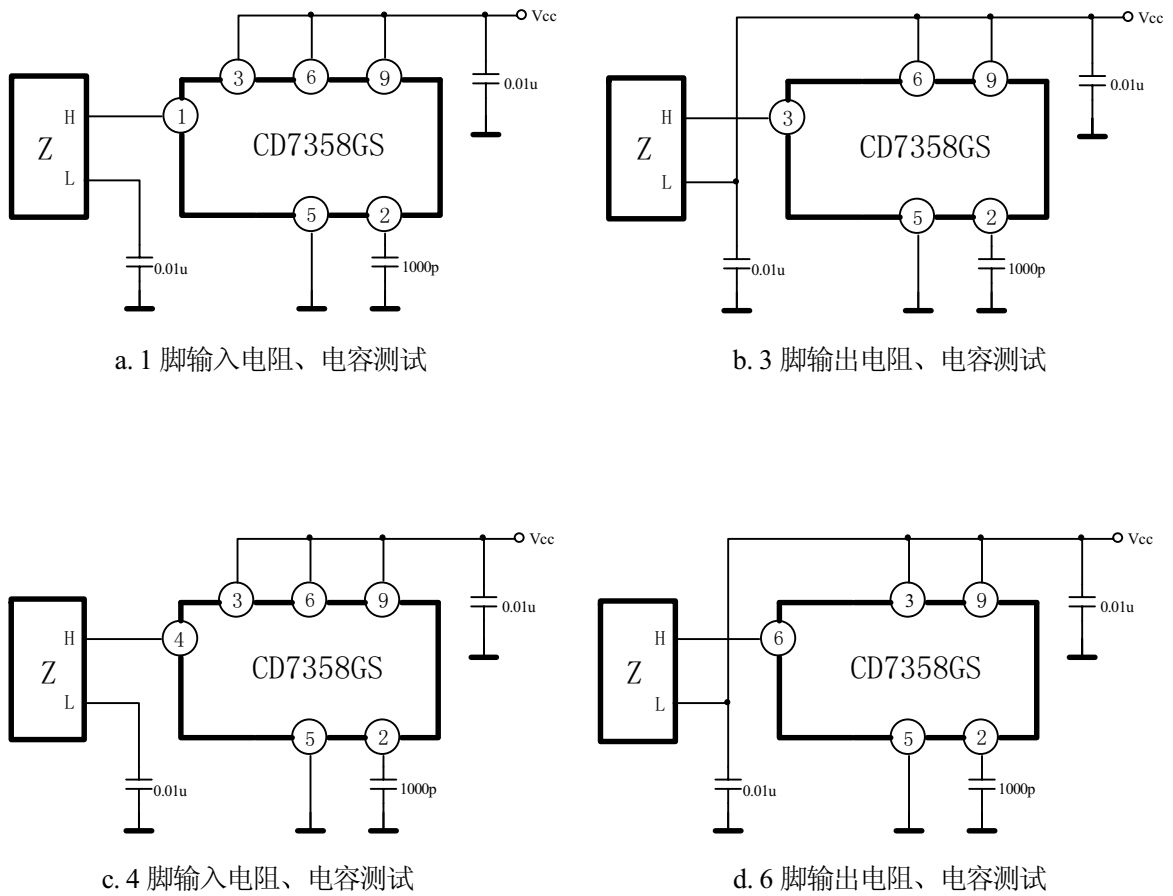 Vcc
3
6
9
0.01u
H
1
Z
CD7358GS
L
5
2
0.01u
1000p
a. 1 脚输入电阻、电容测试
Vcc
6
9
0.01u
H
3
Z
CD7358GS
L
5
2
0.01u
1000p
b. 3 脚输出电阻、电容测试
Vcc
3
6
9
0.01u
H
4
Z
CD7358GS
L
5
2
0.01u
1000p
c. 4 脚输入电阻、电容测试
Vcc
3
9
0.01u
H
6
Z
CD7358GS
L
5
2
0.01u
1000p
d. 6 脚输出电阻、电容测试